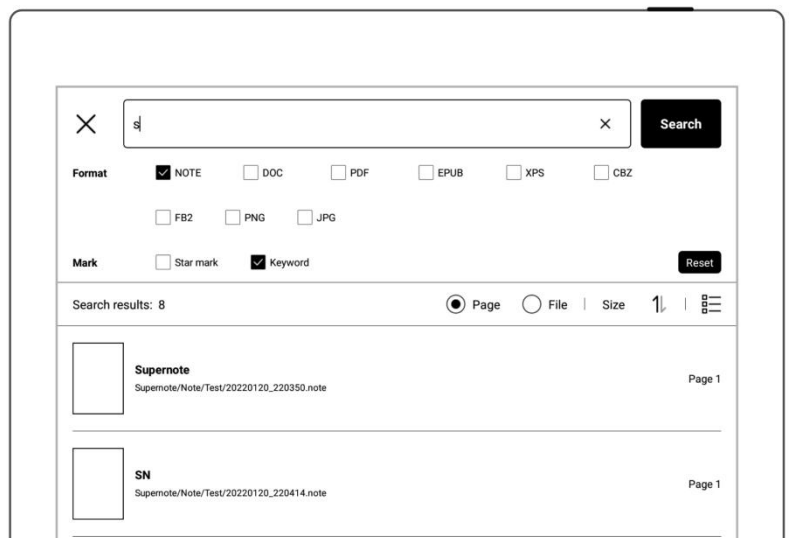 s
Search
Format NOTE DOC PDF EPUB XPS CBZ
FB2 PNG JPG
Mark Star mark Keyword Reset
Search results: 8 Page File | Size |
Supernote
Supernote/Note/Test/20220120_220350.note
Page 1
SN
Supernote/Note/Test/20220120_220414.note
Page 1